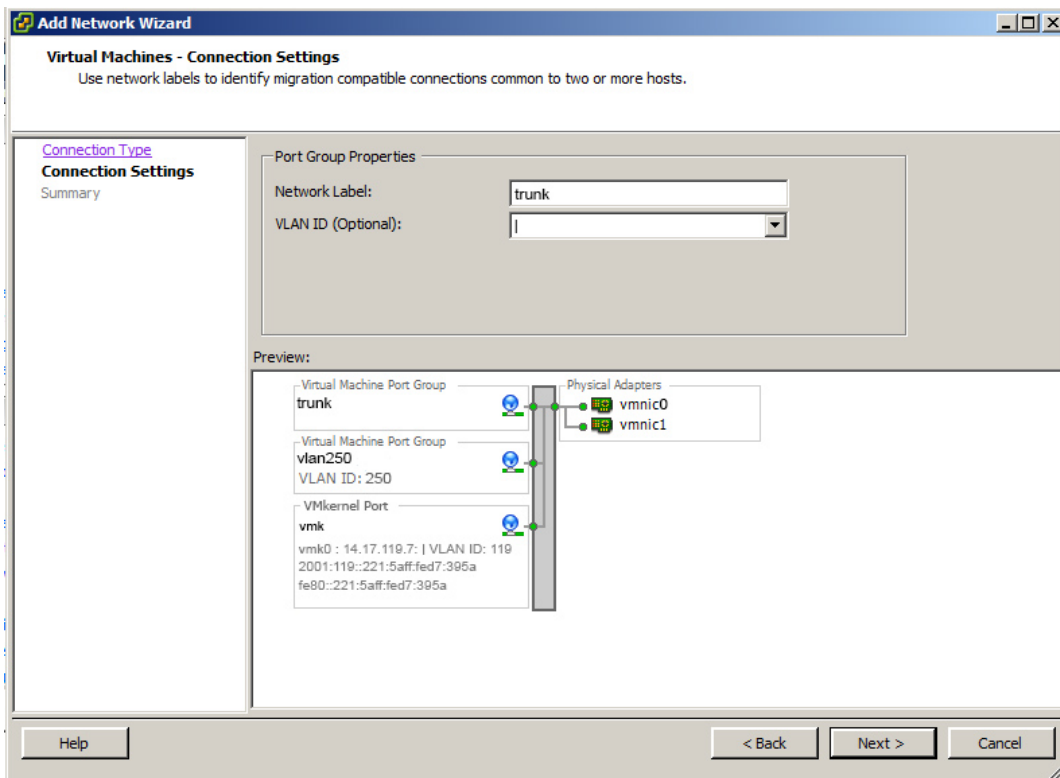 Add Network Wizard
Virtual Machines - Connection Settings
Use network labels to identify migration compatible connections common to two or more hosts.
Connection Type
Connection Settings
Summary
Port Group Properties
Network Label:
trunk
VLAN ID (Optional):
Preview:
Virtual Machine Port Group
trunk
Virtual Machine Port Group
vlan250
VLAN ID: 250
VMkernel Port
vmk
vmk0 : 14.17.119.7: | VLAN ID: 119
2001:119::221:5aff:fed7:395a
fe80::221:5aff:fed7:395a
Physical Adapters
vmnic0
vmnic1
Help
< Back
Next >
Cancel